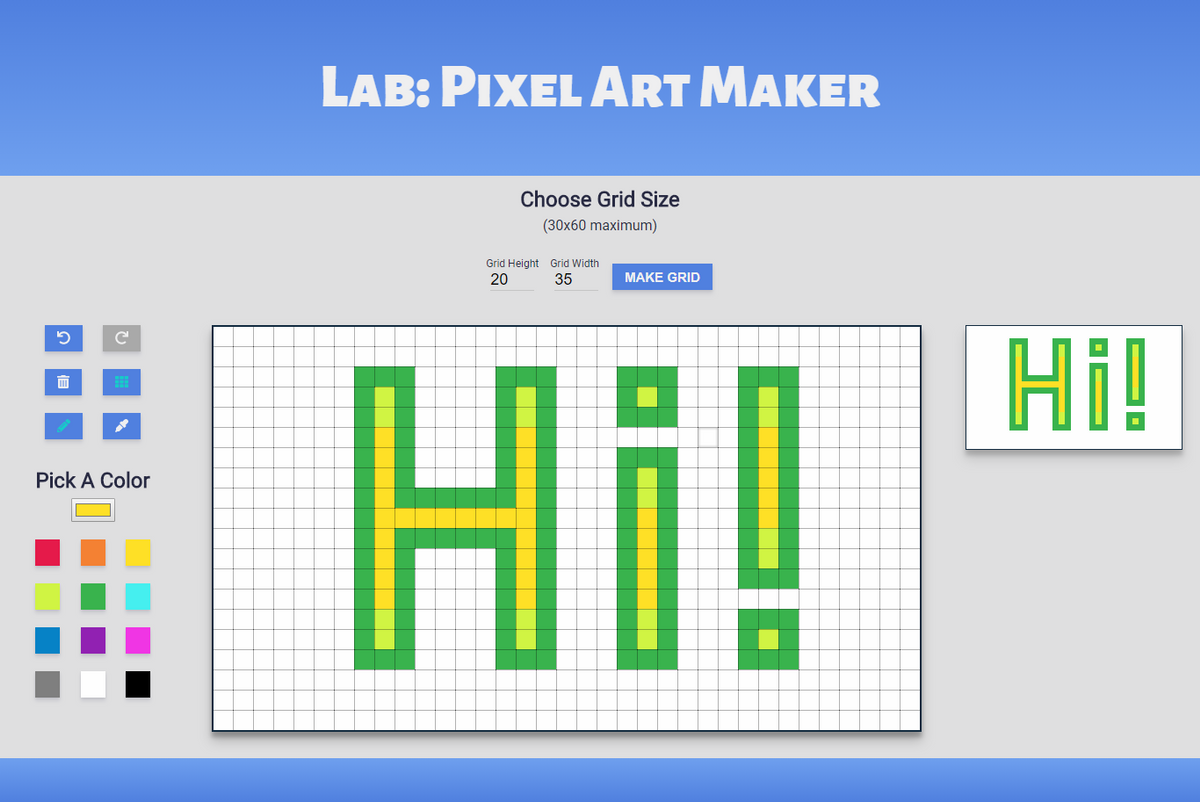 Lab: Pixel Art Maker
Choose Grid Size
(30x60 maximum)
Grid Height Grid Width
20 35 MAKE GRID
Pick A Color
Hi!
Hi!